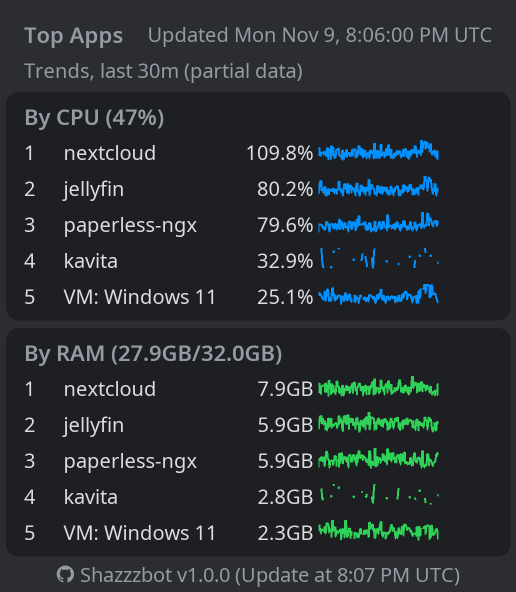 Top Apps Updated Mon Nov 9, 8:06:00 PM UTC
Trends, last 30m (partial data)
By CPU (47%)
1 nextcloud 109.8%
2 jellyfin 80.2%
3 paperless-ngx 79.6%
4 kavita 32.9%
5 VM: Windows 11 25.1%
By RAM (27.9GB/32.0GB)
1 nextcloud 7.9GB
2 jellyfin 5.9GB
3 paperless-ngx 5.9GB
4 kavita 2.8GB
5 VM: Windows 11 2.3GB
Shazzzbot v1.0.0 (Update at 8:07 PM UTC)